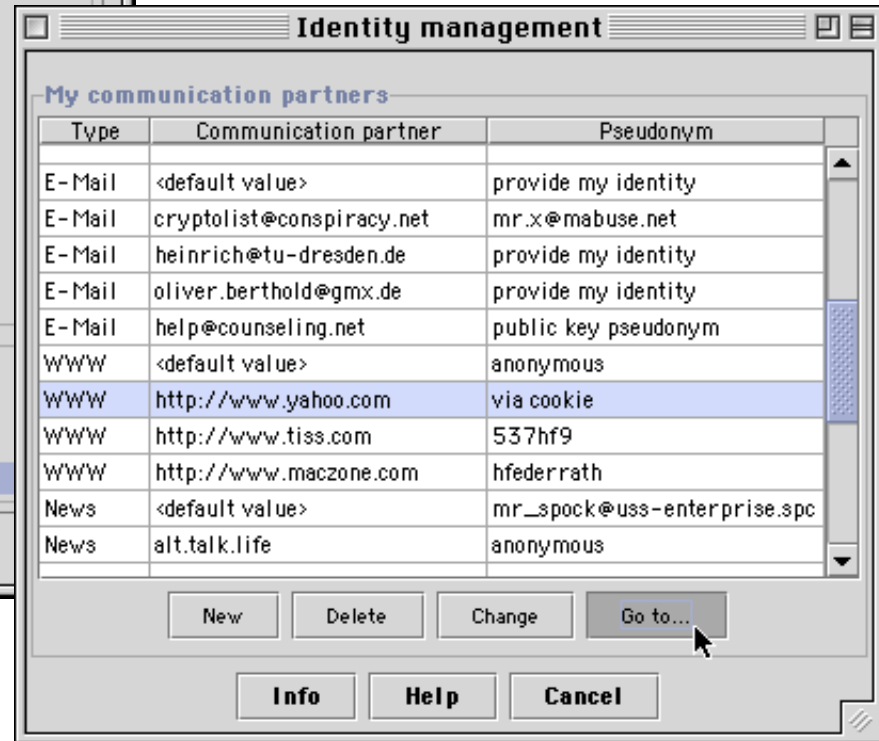 Identity management
My communication partners
Type Communication partner Pseudonym
E-Mail <default value> provide my identity
E-Mail cryptolist@conspiracy.net mr.x@mabuse.net
E-Mail heinrich@tu-dresden.de provide my identity
E-Mail oliver.berthold@gmx.de provide my identity
E-Mail help@counseling.net public key pseudonym
WWW <default value> anonymous
WWW http://www.yahoo.com via cookie
WWW http://www.tiss.com 537hf9
WWW http://www.maczone.com hfederrath
News <default value> mr_spock@uss-enterprise.spc
News alt.talk.life anonymous
New Delete Change Go to...
Info Help Cancel